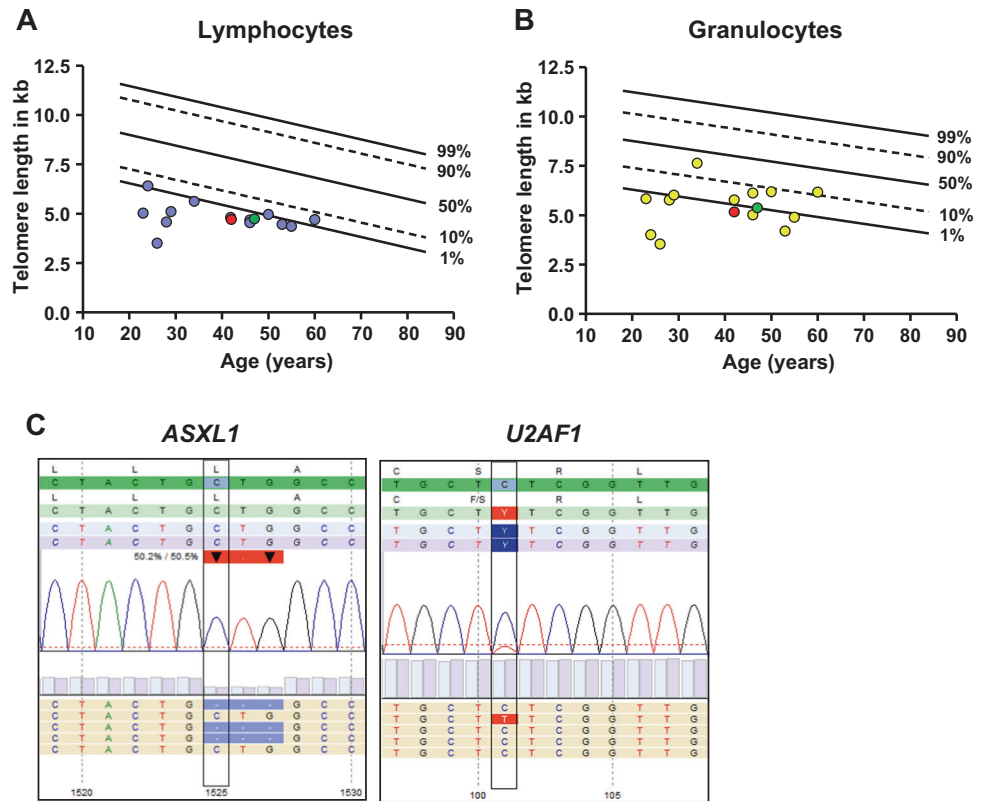 A
Lymphocytes
Telomere length in kb
12.5
10.0
7.5
5.0
2.5
0.0
99%
90%
50%
10%
1%
10 20 30 40 50 60 70 80 90
Age (years)
B
Granulocytes
Telomere length in kb
12.5
10.0
7.5
5.0
2.5
0.0
99%
90%
50%
10%
1%
10 20 30 40 50 60 70 80 90
Age (years)
C
ASXL1
L L L A
C T A C T G C T G G C C
L L L A
C T A C T G C T G G C C
C T A C T G C T G G C C
C T A C T G C T G G C C
50.2% / 50.5%
C T A C T G - - - G C C
C T A C T G C T G G C C
C T A C T G - - - G C C
C T A C T G - - - G C C
C T A C T G C T G G C C
1520 1525 1530
U2AF1
C S R L
T G C T C T C G G T T G
C F/S R L
T G C T Y T C G G T T G
T G C T Y T C G G T T G
T G C T Y T C G G T T G
T G C T C T C G G T T G
T G C T T T C G G T T G
T G C T C T C G G T T G
T G C T C T C G G T T G
T G C T C T C G G T T G
100 105